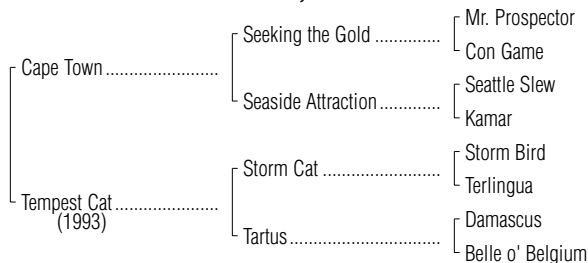 Mr. Prospector
Seeking the Gold ..............
Con Game
Cape Town ........................
Seattle Slew
Seaside Attraction .............
Kamar
Storm Bird
Storm Cat .........................
Terlingua
Tempest Cat ......................
(1993)
Damascus
Tartus ................................
Belle o' Belgium